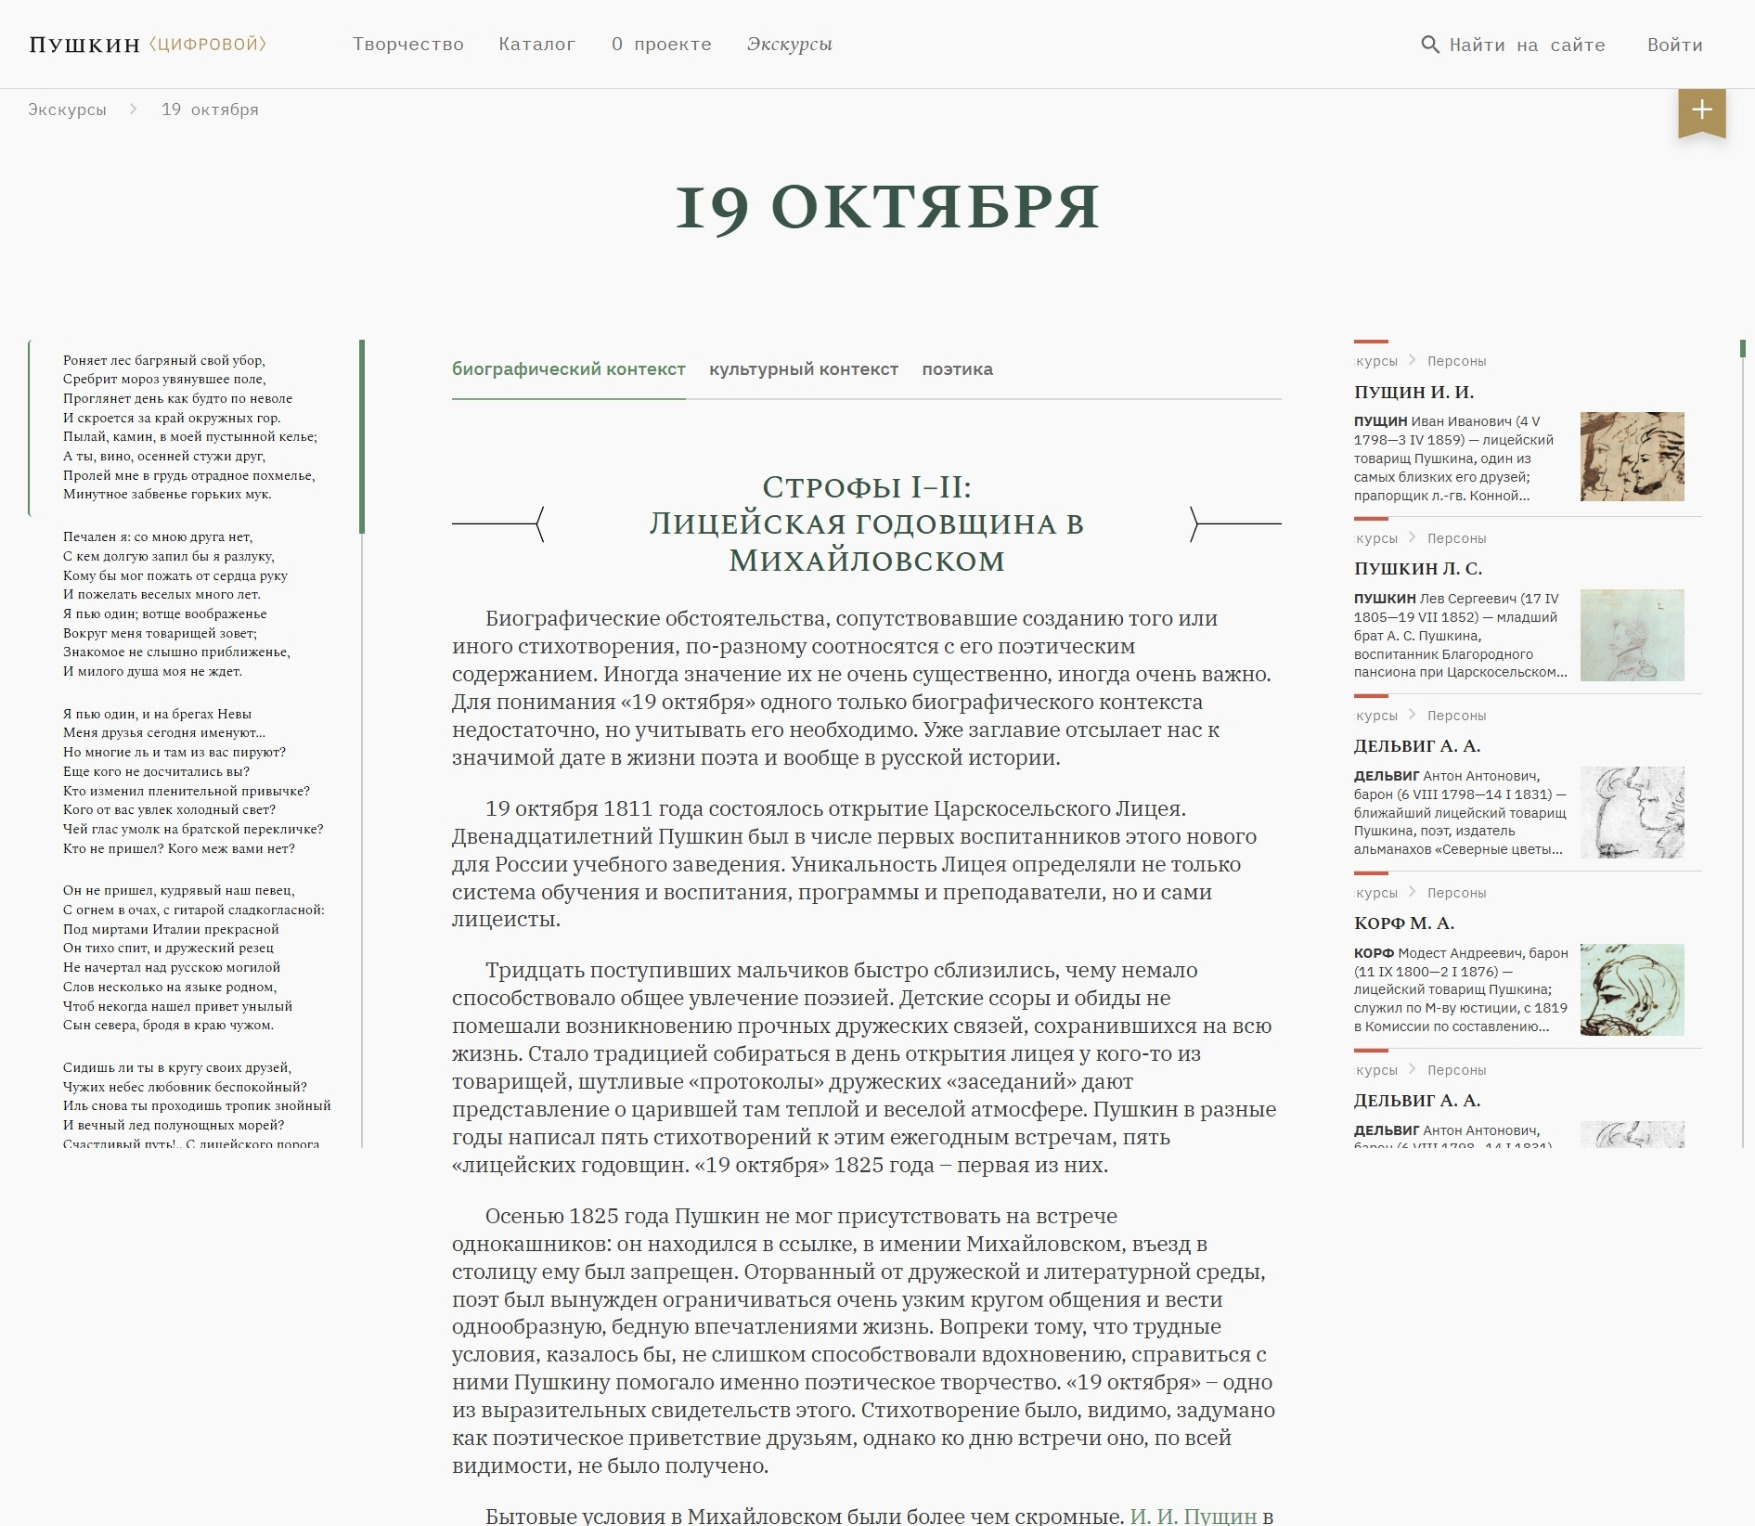 Пушкин 〈ЦИФРОВОЙ〉
Творчество
Каталог
О проекте
Экскурсы
Найти на сайте
Войти
Экскурсы
19 октября
19 ОКТЯБРЯ
Роняет лес багряный свой убор,
Сребрит мороз увянувшее поле,
Проглянет день как будто по неволе
И скроется за край окружных гор.
Пылай, камин, в моей пустынной келье;
А ты, вино, осенней стужи друг,
Пролей мне в грудь отрадное похмелье,
Минутное забвенье горьких мук.
Печален я: со мною друга нет,
С кем долгую запил бы я разлуку,
Кому бы мог пожать от сердца руку
И пожелать веселых много лет.
Я пью один; вотще воображенье
Вокруг меня товарищей зовет;
Знакомое не слышно приближенье,
И милого душа моя не ждет.
Я пью один, и на брегах Невы
Меня друзья сегодня именуют...
Но многие ль и там из вас пируют?
Еще кого не досчитались вы?
Кто изменил пленительной привычке?
Кого от вас увлек холодный свет?
Чей глас умолк на братской перекличке?
Кто не пришел? Кого меж вами нет?
Он не пришел, кудрявый наш певец,
С огнем в очах, с гитарой сладкогласной:
Под миртами Италии прекрасной
Он тихо спит, и дружеский резец
Не начертал над русскою могилой
Слов несколько на языке родном,
Чтоб некогда нашел привет унылый
Сын севера, бродя в краю чужом.
Сидишь ли ты в кругу своих друзей,
Чужих небес любовник беспокойный?
Иль снова ты проходишь тропик знойный
И вечный лед полунощных морей?
Счастливый путь!.. С лицейского порога
биографический контекст
культурный контекст
поэтика
Строфы I–II:
Лицейская годовщина в
Михайловском
Биографические обстоятельства, сопутствовавшие созданию того или
иного стихотворения, по-разному соотносятся с его поэтическим
содержанием. Иногда значение их не очень существенно, иногда очень важно.
Для понимания «19 октября» одного только биографического контекста
недостаточно, но учитывать его необходимо. Уже заглавие отсылает нас к
значимой дате в жизни поэта и вообще в русской истории.
19 октября 1811 года состоялось открытие Царскосельского Лицея.
Двенадцатилетний Пушкин был в числе первых воспитанников этого нового
для России учебного заведения. Уникальность Лицея определяли не только
система обучения и воспитания, программы и преподаватели, но и сами
лицеисты.
Тридцать поступивших мальчиков быстро сблизились, чему немало
способствовало общее увлечение поэзией. Детские ссоры и обиды не
помешали возникновению прочных дружеских связей, сохранившихся на всю
жизнь. Стало традицией собираться в день открытия лицея у кого-то из
товарищей, шутливые «протоколы» дружеских «заседаний» дают
представление о царившей там теплой и веселой атмосфере. Пушкин в разные
годы написал пять стихотворений к этим ежегодным встречам, пять
«лицейских годовщин. «19 октября» 1825 года – первая из них.
Осенью 1825 года Пушкин не мог присутствовать на встрече
однокашников: он находился в ссылке, в имении Михайловском, въезд в
столицу ему был запрещен. Оторванный от дружеской и литературной среды,
поэт был вынужден ограничиваться очень узким кругом общения и вести
однообразную, бедную впечатлениями жизнь. Вопреки тому, что трудные
условия, казалось бы, не слишком способствовали вдохновению, справиться с
ними Пушкину помогало именно поэтическое творчество. «19 октября» – одно
из выразительных свидетельств этого. Стихотворение было, видимо, задумано
как поэтическое приветствие друзьям, однако ко дню встречи оно, по всей
видимости, не было получено.
Бытовые условия в Михайловском были более чем скромные. И. И. Пущин в
курсы
Персоны
ПУЩИН И. И.
ПУЩИН Иван Иванович (4 V
1798—3 IV 1859) — лицейский
товарищ Пушкина, один из
самых близких его друзей;
прапорщик л.-гв. Конной...
курсы
Персоны
ПУШКИН Л. С.
ПУШКИН Лев Сергеевич (17 IV
1805—19 VII 1852) — младший
брат А. С. Пушкина,
воспитанник Благородного
пансиона при Царскосельском...
курсы
Персоны
ДЕЛЬВИГ А. А.
ДЕЛЬВИГ Антон Антонович,
барон (6 VIII 1798—14 I 1831) —
ближайший лицейский товарищ
Пушкина, поэт, издатель
альманахов «Северные цветы...
курсы
Персоны
КОРФ М. А.
КОРФ Модест Андреевич, барон
(11 IX 1800—2 I 1876) —
лицейский товарищ Пушкина;
служил по М-ву юстиции, с 1819
в Комиссии по составлению...
курсы
Персоны
ДЕЛЬВИГ А. А.
ДЕЛЬВИГ Антон Антонович,
барон (6 VIII 1798—14 I 1831)